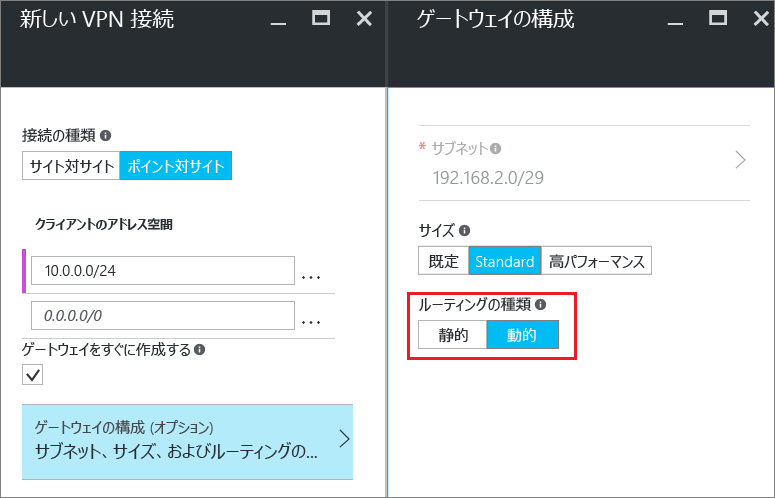 新しい VPN 接続
接続の種類
サイト対サイト ポイント対サイト
クライアントのアドレス空間
10.0.0.0/24 ...
0.0.0.0/0 ...
ゲートウェイをすぐに作成する
ゲートウェイの構成 (オプション)
サブネット、サイズ、およびルーティングの...
ゲートウェイの構成
* サブネット
192.168.2.0/29
サイズ
既定 Standard 高パフォーマンス
ルーティングの種類
静的 動的